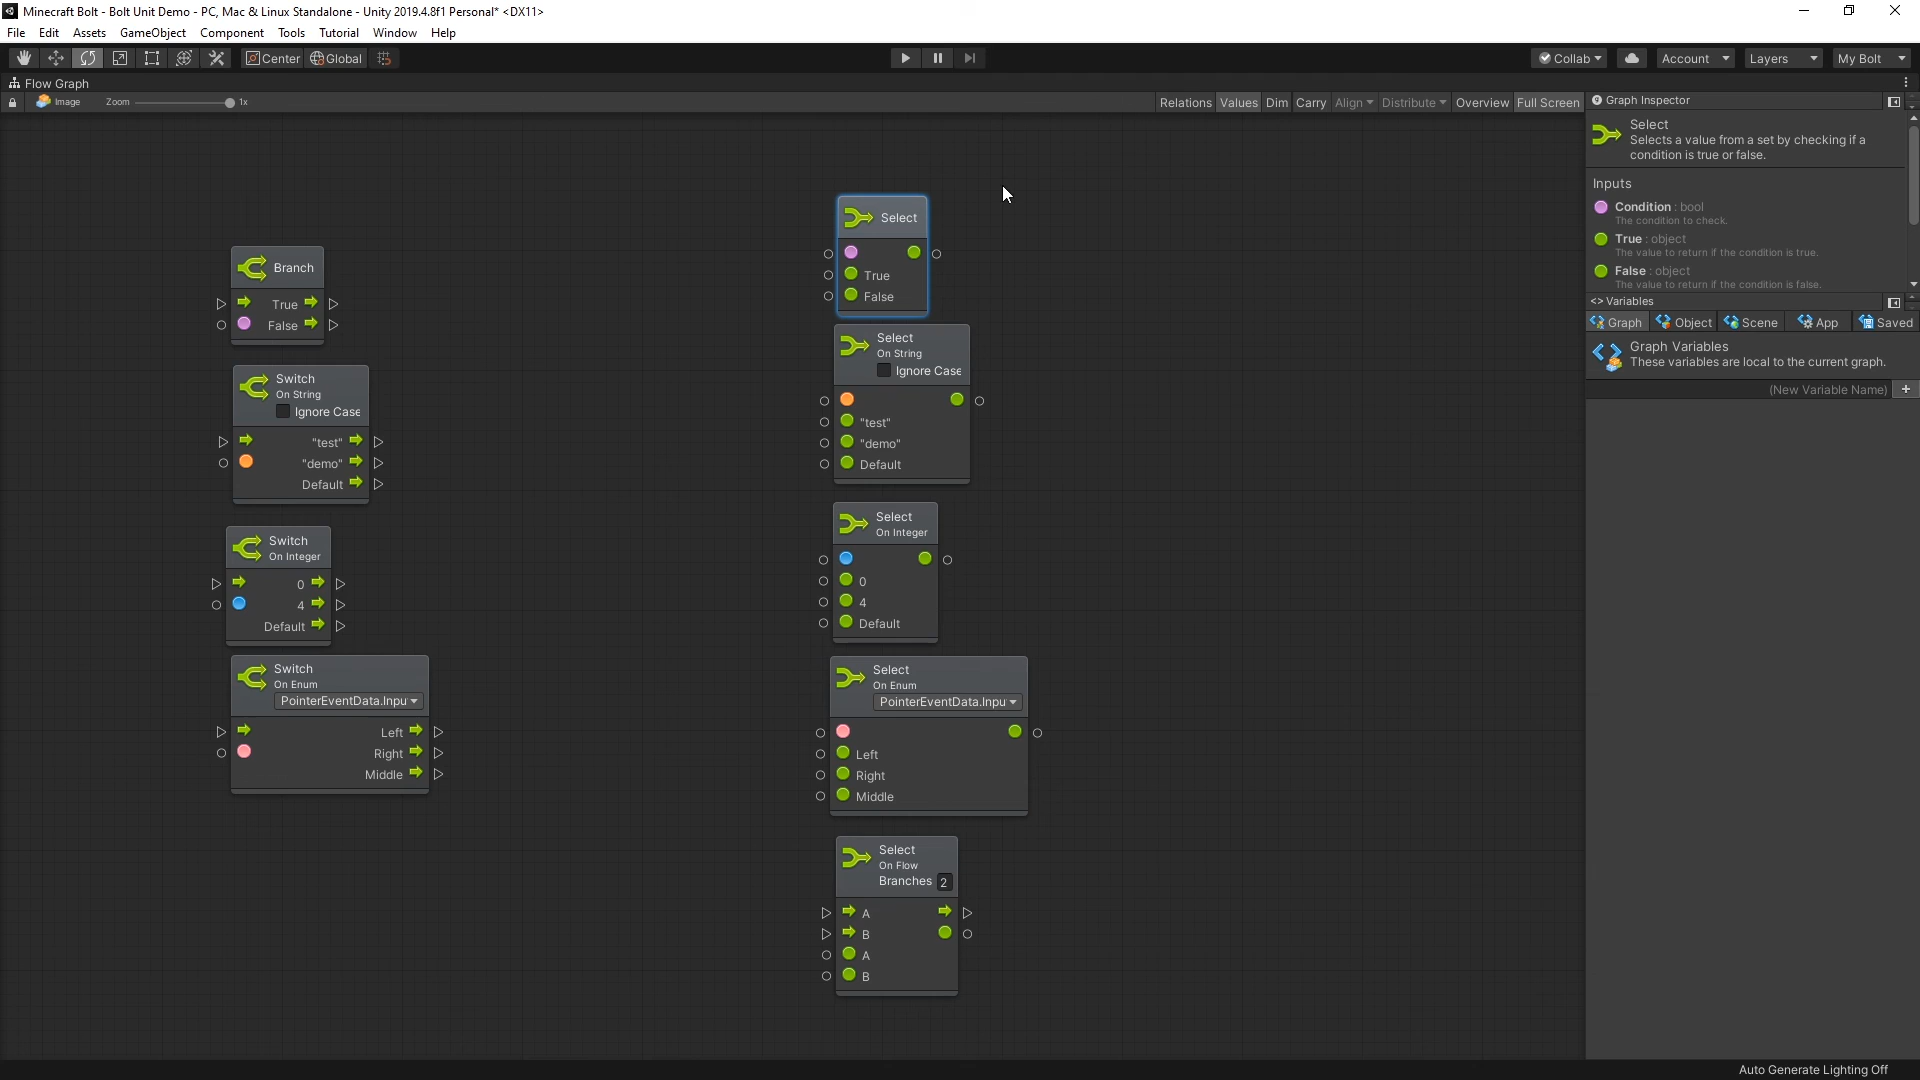 Minecraft Bolt - Bolt Unit Demo - PC, Mac & Linux Standalone - Unity 2019.4.8f1 Personal* <DX11>
File Edit Assets GameObject Component Tools Tutorial Window Help
Center Global Collab Account Layers My Bolt
Flow Graph
Image Zoom 1x Relations Values Dim Carry Align Distribute Overview Full Screen
Branch
True
False
Switch
On String
Ignore Case
"test"
"demo"
Default
Switch
On Integer
0
4
Default
Switch
On Enum
PointerEventData.Inpu
Left
Right
Middle
Select
True
False
Select
On String
Ignore Case
"test"
"demo"
Default
Select
On Integer
0
4
Default
Select
On Enum
PointerEventData.Inpu
Left
Right
Middle
Select
On Flow
Branches 2
A
B
A
B
Graph Inspector
Select
Selects a value from a set by checking if a
condition is true or false.
Inputs
Condition : bool
The condition to check.
True : object
The value to return if the condition is true.
False : object
The value to return if the condition is false.
<> Variables
Graph Object Scene App Saved
Graph Variables
These variables are local to the current graph.
(New Variable Name) +
Auto Generate Lighting Off